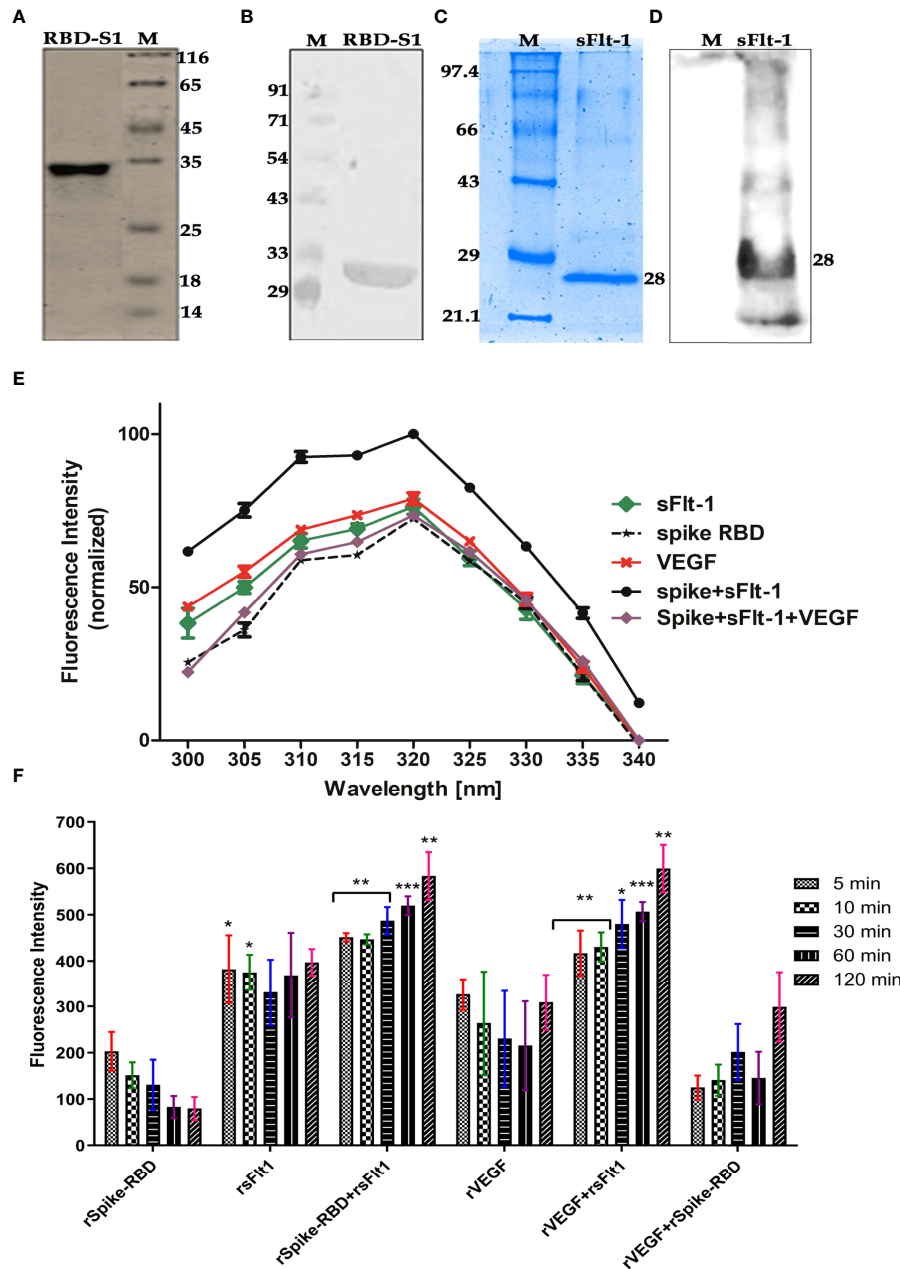 A
B
C
D
RBD-S1 M
M RBD-S1
M sFlt-1
M sFlt-1
116
65
45
35
25
18
14
91
71
54
43
33
29
97.4
66
43
29
21.1
28
28
E
Fluorescence Intensity
(normalized)
100
50
0
300 305 310 315 320 325 330 335 340
Wavelength [nm]
sFlt-1
spike RBD
VEGF
spike+sFlt-1
Spike+sFlt-1+VEGF
F
Fluorescence Intensity
700
600
500
400
300
200
100
0
* * ** *** ** ** * *** **
rSpike-RBD
rsFlt1
rSpike-RBD+rsFlt1
rVEGF
rVEGF+rsFlt1
rVEGF+rSpike-RBD
5 min
10 min
30 min
60 min
120 min